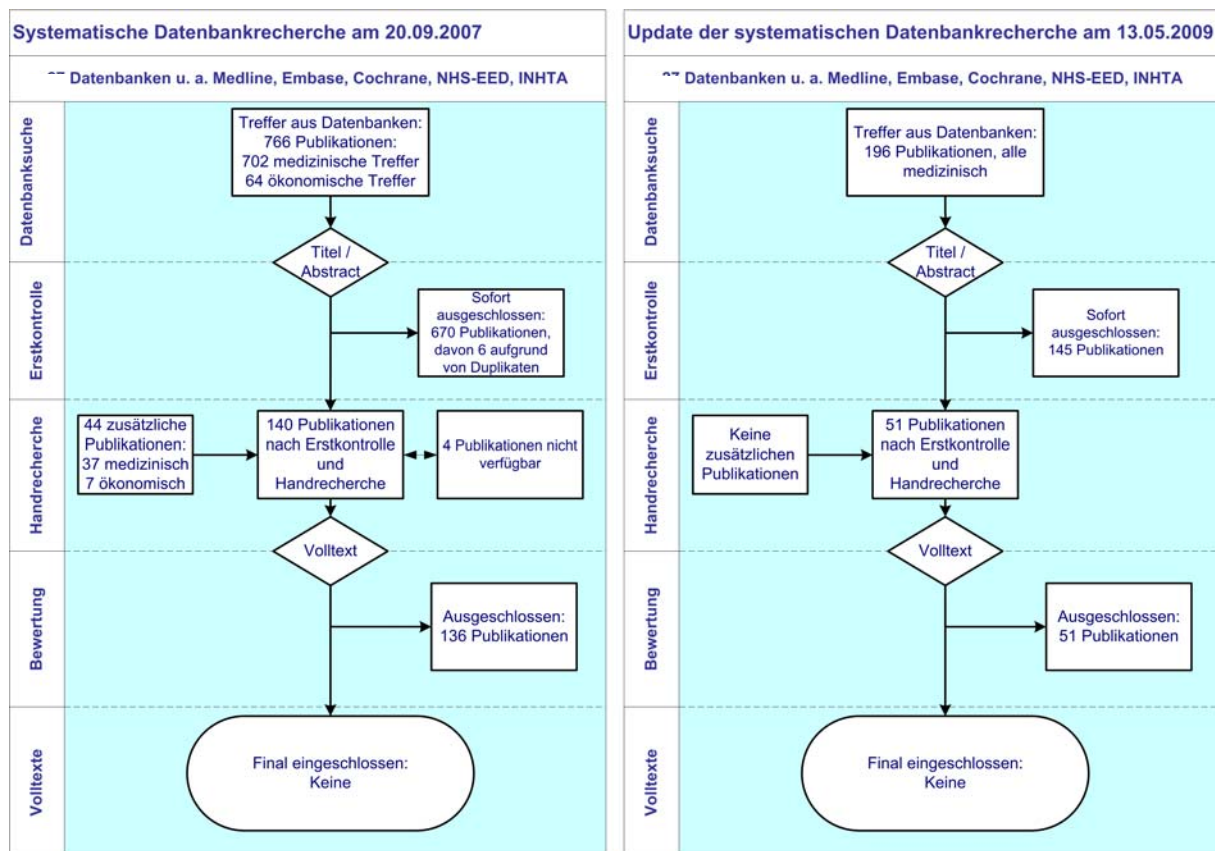 Systematische Datenbankrecherche am 20.09.2007
Datenbanken u. a. Medline, Embase, Cochrane, NHS-EED, INHTA
Datenbanksuche
Treffer aus Datenbanken:
766 Publikationen:
702 medizinische Treffer
64 ökonomische Treffer
Titel /
Abstract
Erstkontrolle
Sofort
ausgeschlossen:
670 Publikationen,
davon 6 aufgrund
von Duplikaten
Handrecherche
44 zusätzliche
Publikationen:
37 medizinisch
7 ökonomisch
140 Publikationen
nach Erstkontrolle
und
Handrecherche
4 Publikationen nicht
verfügbar
Volltext
Bewertung
Ausgeschlossen:
136 Publikationen
Volltexte
Final eingeschlossen:
Keine
Update der systematischen Datenbankrecherche am 13.05.2009
Datenbanken u. a. Medline, Embase, Cochrane, NHS-EED, INHTA
Datenbanksuche
Treffer aus Datenbanken:
196 Publikationen, alle
medizinisch
Titel /
Abstract
Erstkontrolle
Sofort
ausgeschlossen:
145 Publikationen
Handrecherche
Keine
zusätzlichen
Publikationen
51 Publikationen
nach Erstkontrolle
und
Handrecherche
Volltext
Bewertung
Ausgeschlossen:
51 Publikationen
Volltexte
Final eingeschlossen:
Keine